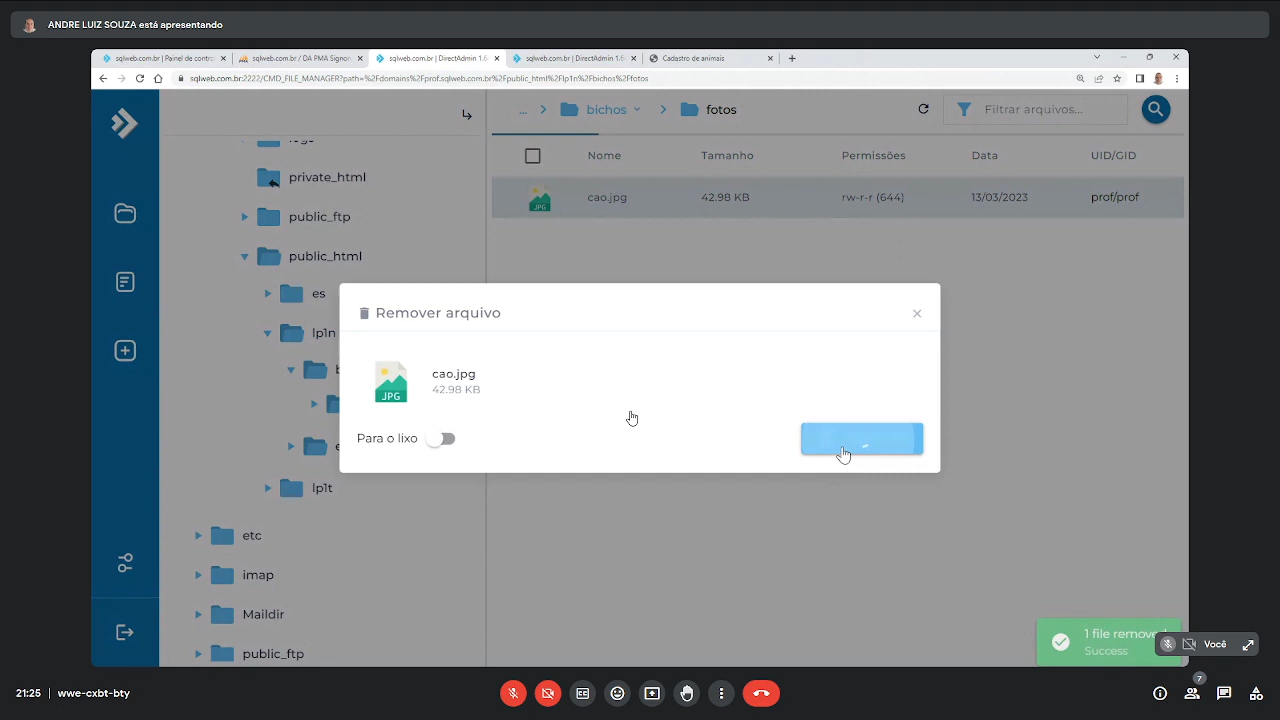 ANDRE LUIZ SOUZA está apresentando
sqlweb.com.br | Painel de contro
sqlweb.com.br / DA PMA Signon
sqlweb.com.br | DirectAdmin 1.6
sqlweb.com.br | DirectAdmin 1.6
Cadastro de animais
sqlweb.com.br:2222/CMD_FILE_MANAGER?path=%2Fdomains%2Fprof.sqlweb.com.br%2Fpublic_html%2Flp1n%2Fbichos%2Ffotos
... bichos fotos
Filtrar arquivos...
Nome Tamanho Permissões Data UID/GID
cao.jpg 42.98 KB rw-r-r (644) 13/03/2023 prof/prof
JPG
private_html
public_ftp
public_html
es
lp1n
lp1t
etc
imap
Maildir
public_ftp
Remover arquivo
cao.jpg
42.98 KB
JPG
Para o lixo
1 file remove
Success
Você
21:25 wwe-cxbt-bty
7